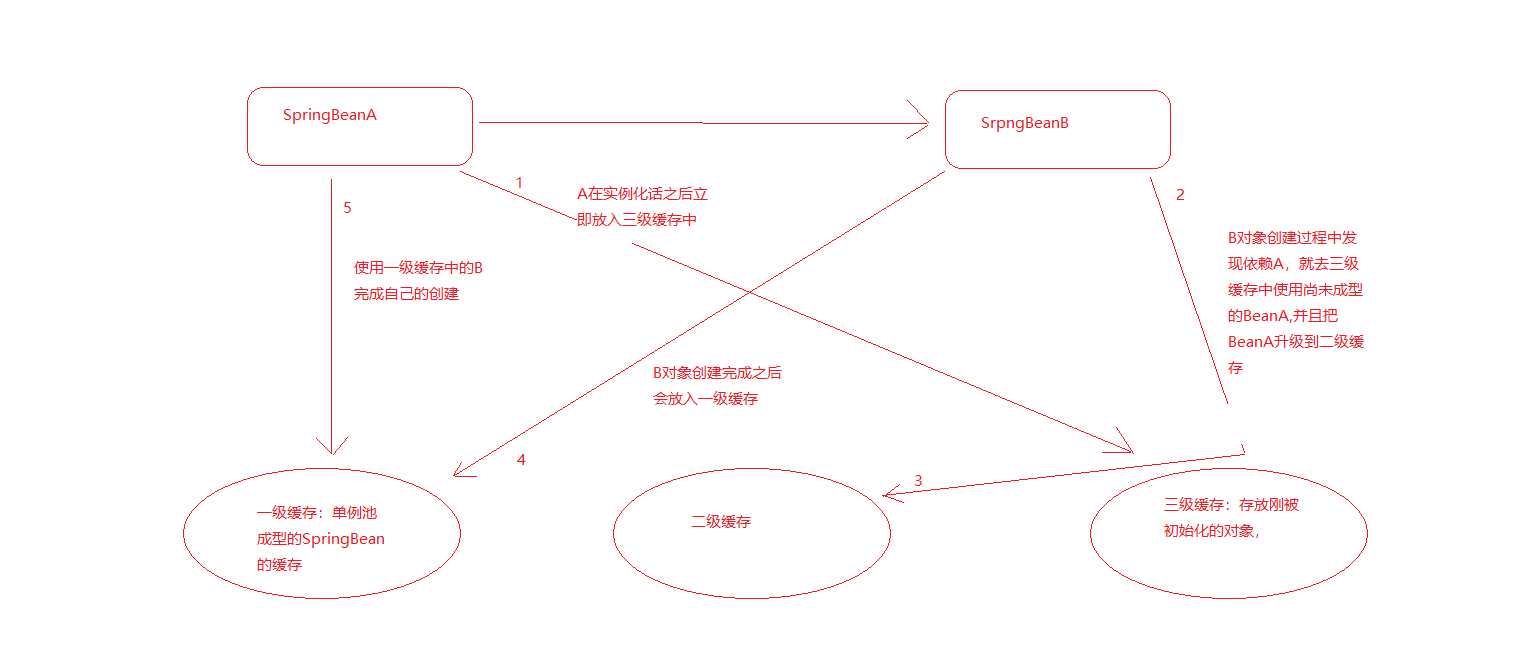 SpringBeanA
SrpngBeanB
1
2
5
A在实例化话之后立
即放入三级缓存中
使用一级缓存中的B
完成自己的创建
B对象创建过程中发
现依赖A，就去三级
缓存中使用尚未成型
的BeanA,并且把
BeanA升级到二级缓
存
B对象创建完成之后
会放入一级缓存
4
3
一级缓存：单例池
成型的SpringBean
的缓存
二级缓存
三级缓存：存放刚被
初始化的对象，